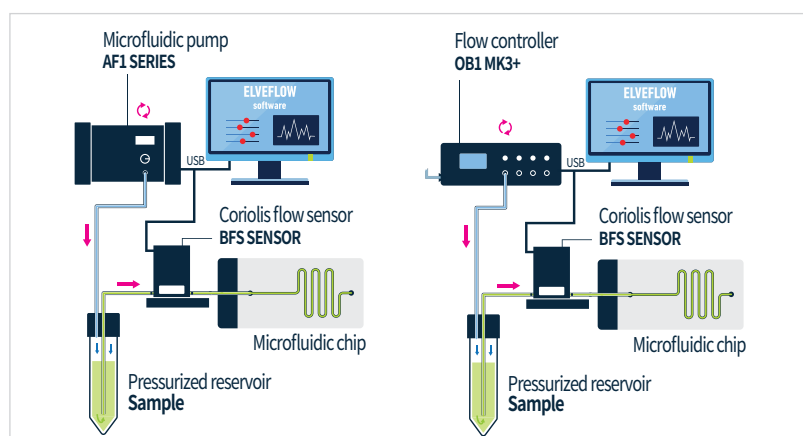 Microfluidic pump
AF1 SERIES
ELVEFLOW
software
USB
Coriolis flow sensor
BFS SENSOR
Microfluidic chip
Pressurized reservoir
Sample
Flow controller
OB1 MK3+
ELVEFLOW
software
USB
Coriolis flow sensor
BFS SENSOR
Microfluidic chip
Pressurized reservoir
Sample